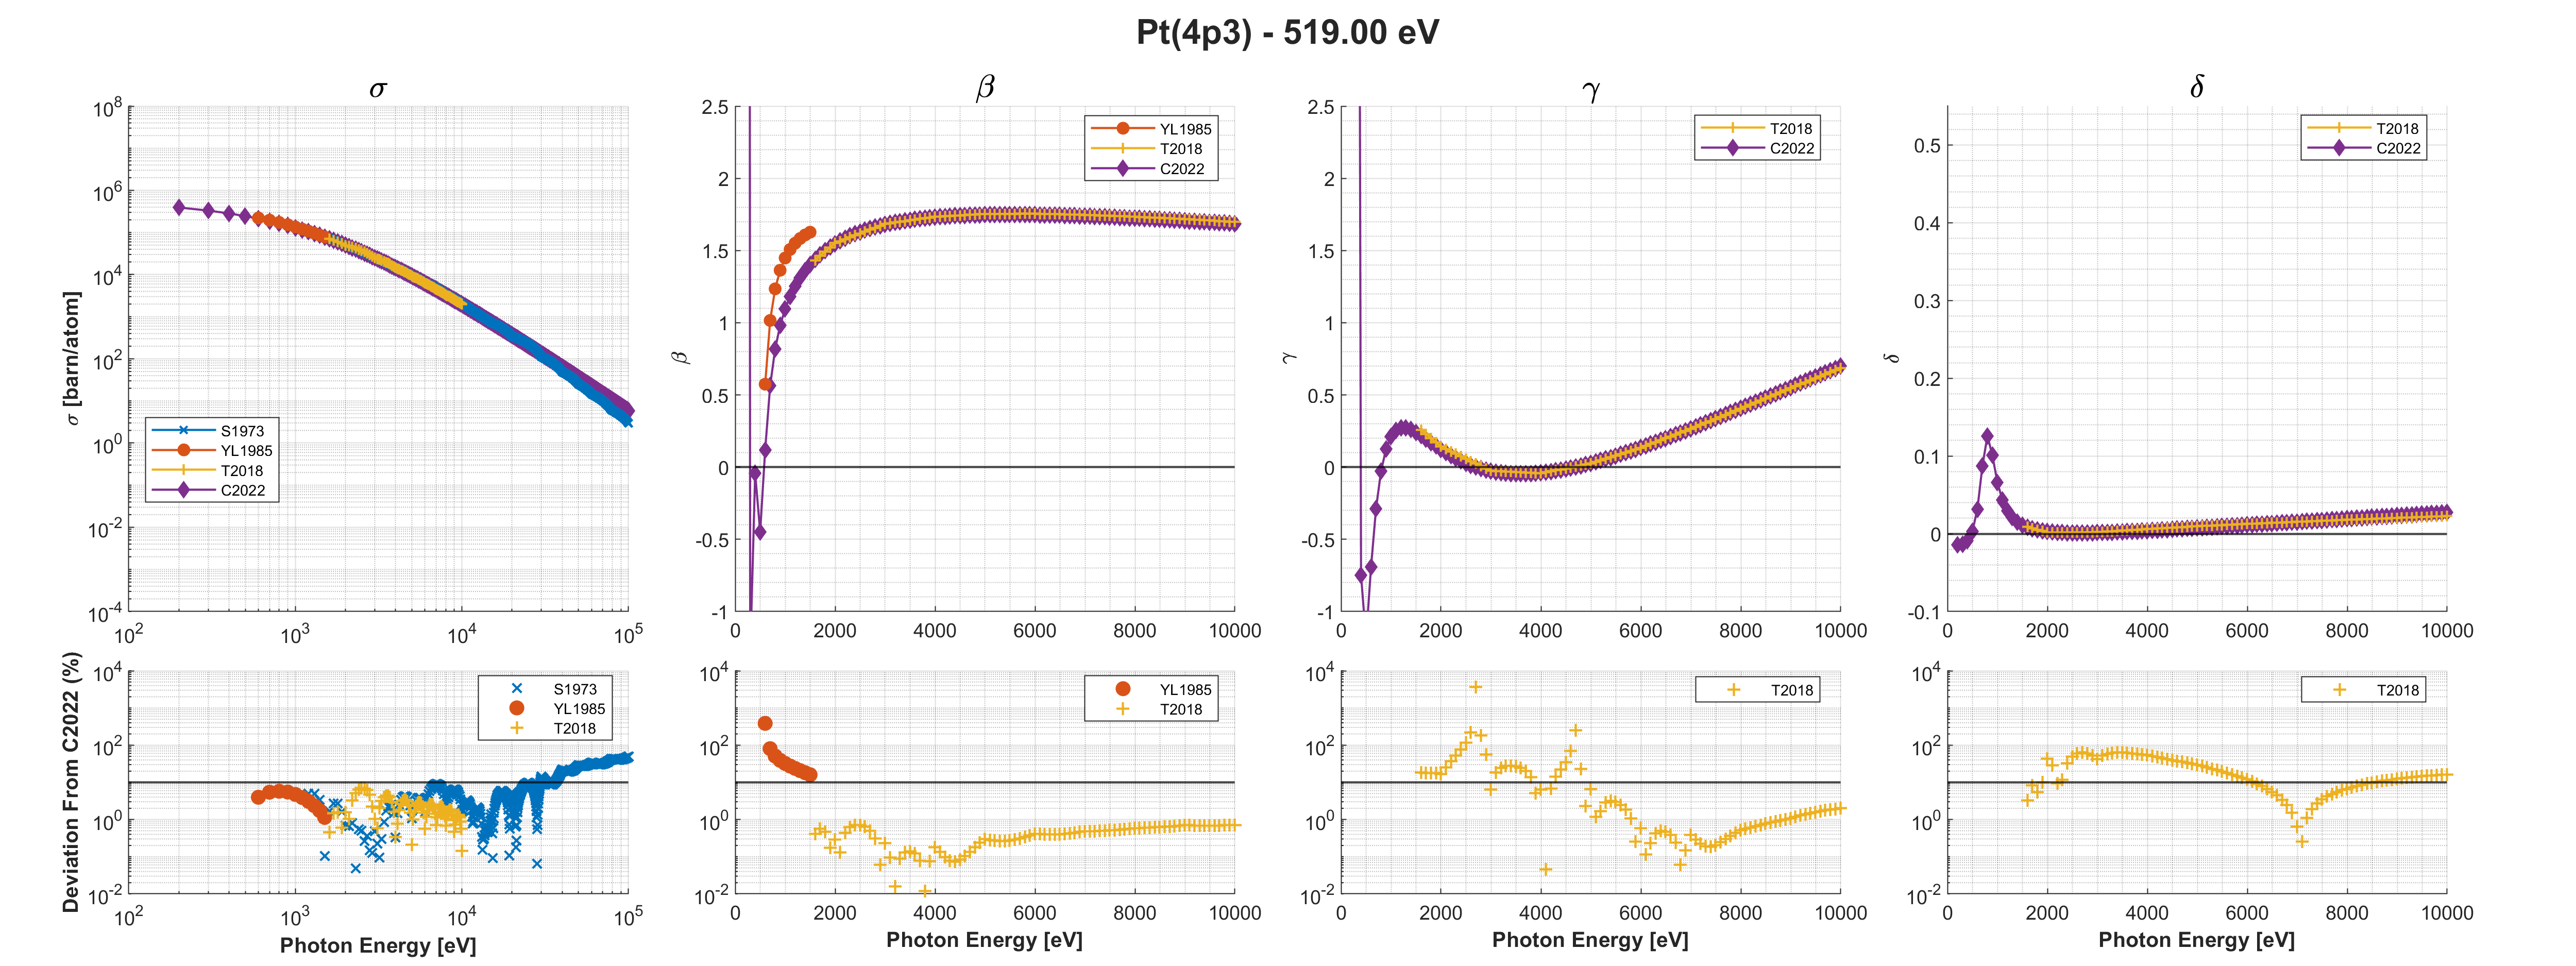 Pt(4p3) - 519.00 eV
σ
10^8
10^6
10^4
10^2
10^0
10^-2
10^-4
σ [barn/atom]
S1973
YL1985
T2018
C2022
10^2
10^3
10^4
10^5
β
2.5
2
1.5
1
0.5
0
-0.5
-1
β
YL1985
T2018
C2022
0
2000
4000
6000
8000
10000
γ
2.5
2
1.5
1
0.5
0
-0.5
-1
γ
T2018
C2022
0
2000
4000
6000
8000
10000
δ
0.5
0.4
0.3
0.2
0.1
0
-0.1
δ
T2018
C2022
0
2000
4000
6000
8000
10000
Deviation From C2022 (%)
10^4
10^2
10^0
10^-2
S1973
YL1985
T2018
10^2
10^3
10^4
10^5
Photon Energy [eV]
10^4
10^2
10^0
10^-2
YL1985
T2018
0
2000
4000
6000
8000
10000
Photon Energy [eV]
10^4
10^2
10^0
10^-2
T2018
0
2000
4000
6000
8000
10000
Photon Energy [eV]
10^4
10^2
10^0
10^-2
T2018
0
2000
4000
6000
8000
10000
Photon Energy [eV]